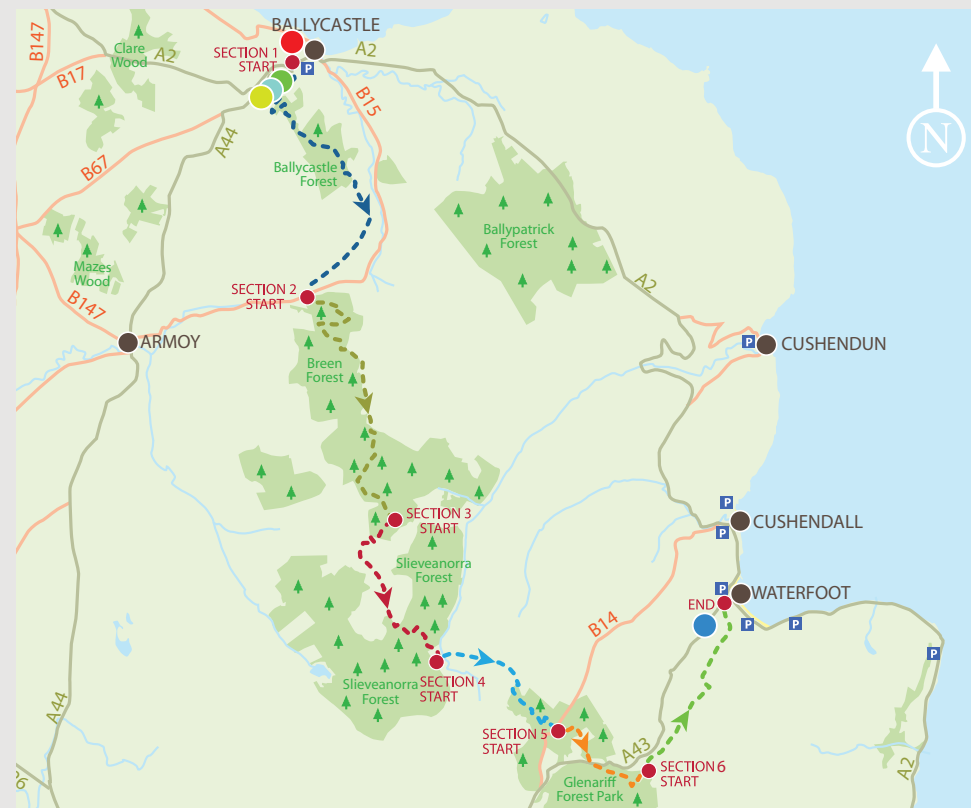 BALLYCASTLE
B147
Clare
Wood
A2
SECTION 1
START
P
A2
B17
B15
A44
B67
Ballycastle
Forest
Ballypatrick
Forest
N
Mazes
Wood
A2
SECTION 2
START
B147
ARMOY
P
CUSHENDUN
Breen
Forest
P
SECTION 3
START
CUSHENDALL
P
Slieveanorra
Forest
P
WATERFOOT
END
B14
P
P
P
Slieveanorra
Forest
SECTION 4
START
A44
SECTION 5
START
A43
SECTION 6
START
A2
Glenariff
Forest Park